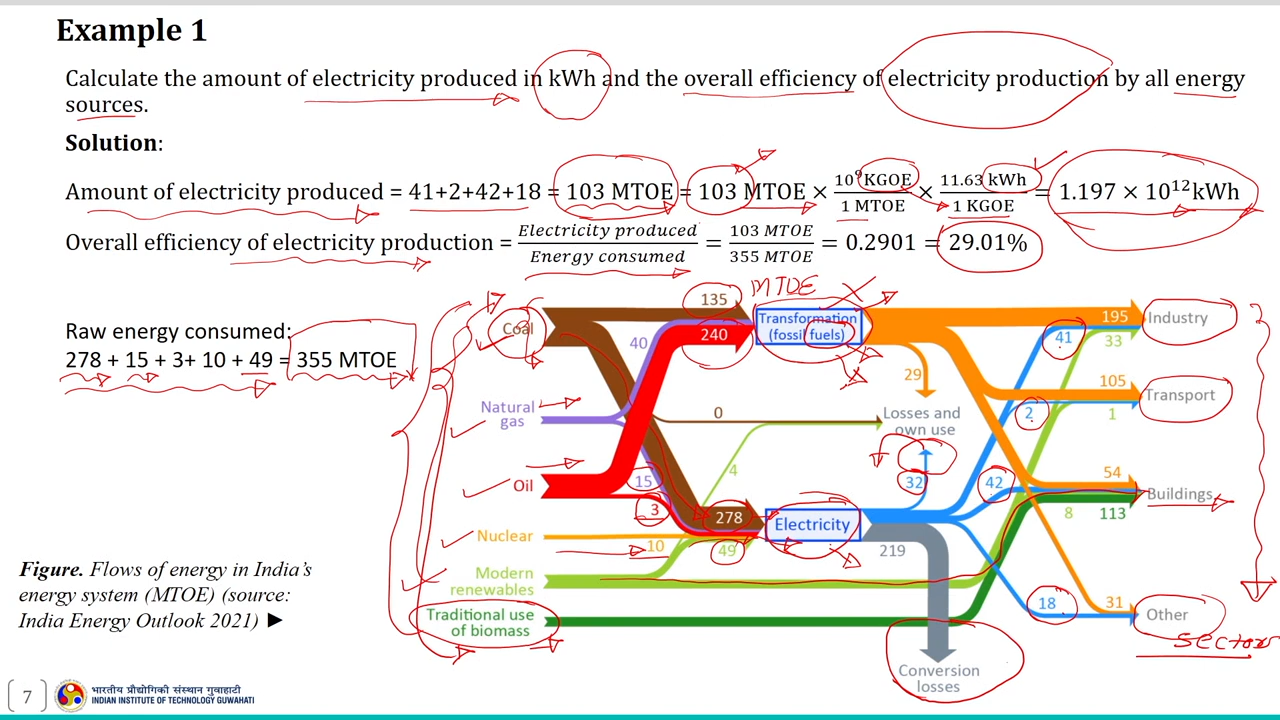 Example 1
Calculate the amount of electricity produced in kWh and the overall efficiency of electricity production by all energy
sources.
Solution:
Amount of electricity produced = 41+2+42+18 = 103 MTOE = 103 MTOE × 10⁹KGOE / 1 MTOE × 11.63 kWh / 1 KGOE = 1.197 × 10¹²kWh
Overall efficiency of electricity production = Electricity produced / Energy consumed = 103 MTOE / 355 MTOE = 0.2901 = 29.01%
Raw energy consumed:
278 + 15 + 3+ 10 + 49 = 355 MTOE
MTOE
Coal
135
Transformation
(fossil fuels)
195
Industry
240
40
41
33
29
105
Transport
Natural
gas
0
Losses and
own use
2
1
4
Oil
15
32
42
54
Buildings
3
278
Electricity
8
113
Nuclear
10
49
219
Modern
renewables
Traditional use
of biomass
18
31
Other
sectors
Conversion
losses
Figure. Flows of energy in India's
energy system (MTOE) (source:
India Energy Outlook 2021) ►
7
भारतीय प्रौद्योगिकी संस्थान गुवाहाटी
INDIAN INSTITUTE OF TECHNOLOGY GUWAHATI